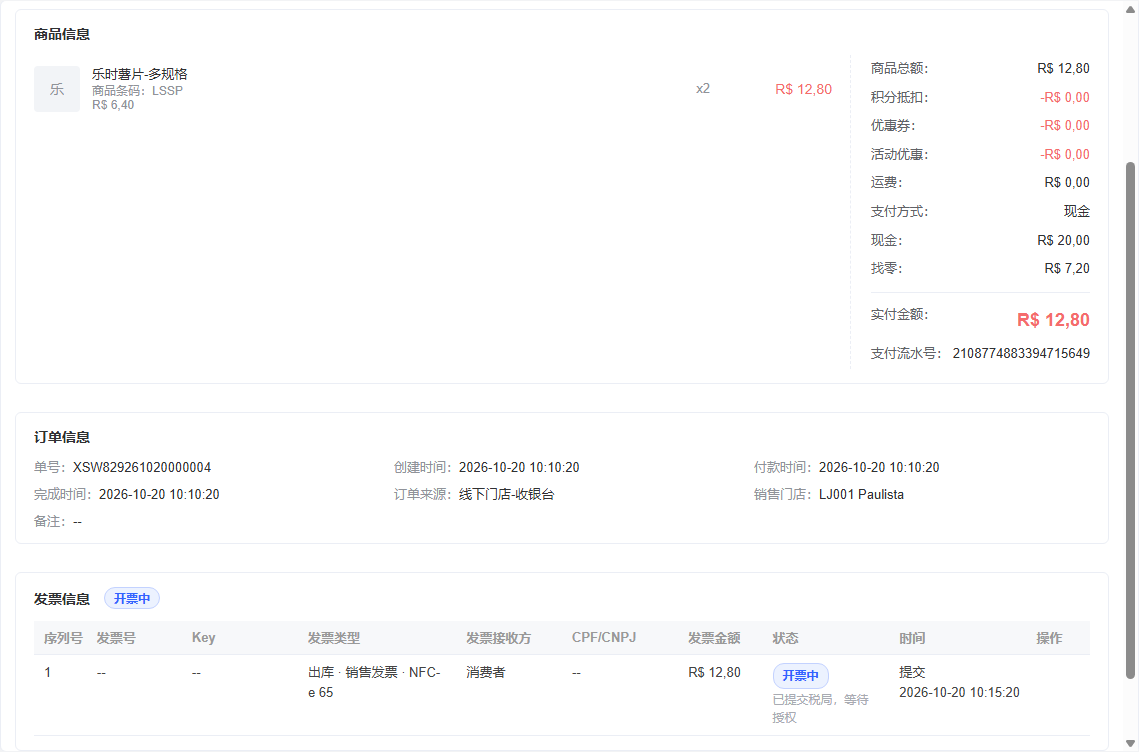 商品信息
乐
乐时薯片-多规格
商品条码：LSSP
R$ 6,40
x2
R$ 12,80
商品总额:
R$ 12,80
积分抵扣:
-R$ 0,00
优惠券:
-R$ 0,00
活动优惠:
-R$ 0,00
运费:
R$ 0,00
支付方式:
现金
现金:
R$ 20,00
找零:
R$ 7,20
实付金额:
R$ 12,80
支付流水号:
2108774883394715649
订单信息
单号：XSW829261020000004
创建时间：2026-10-20 10:10:20
付款时间：2026-10-20 10:10:20
完成时间：2026-10-20 10:10:20
订单来源：线下门店-收银台
销售门店：LJ001 Paulista
备注：--
发票信息 开票中
序列号 发票号 Key 发票类型 发票接收方 CPF/CNPJ 发票金额 状态 时间 操作
1 -- -- 出库 · 销售发票 · NFC-
e 65
消费者
--
R$ 12,80
开票中
已提交税局，等待
授权
提交
2026-10-20 10:15:20